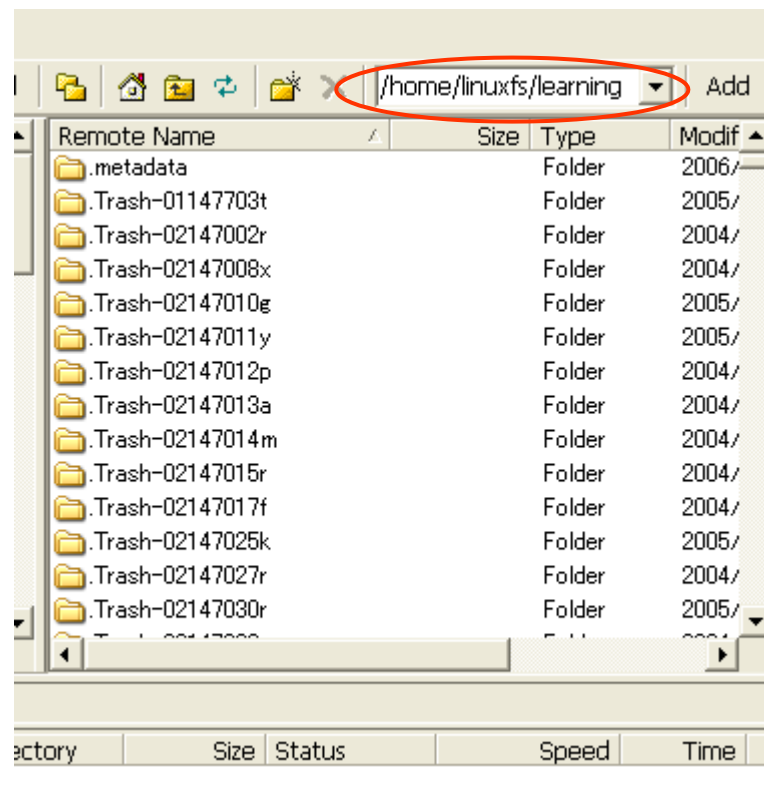 /home/linuxfs/learning Add
Remote Name Size Type Modif
.metadata Folder 2006/
.Trash-01147703t Folder 2005/
.Trash-02147002r Folder 2004/
.Trash-02147008x Folder 2004/
.Trash-02147010g Folder 2005/
.Trash-02147011y Folder 2005/
.Trash-02147012p Folder 2004/
.Trash-02147013a Folder 2004/
.Trash-02147014m Folder 2004/
.Trash-02147015r Folder 2004/
.Trash-02147017f Folder 2004/
.Trash-02147025k Folder 2005/
.Trash-02147027r Folder 2004/
.Trash-02147030r Folder 2005/
ectory Size Status Speed Time